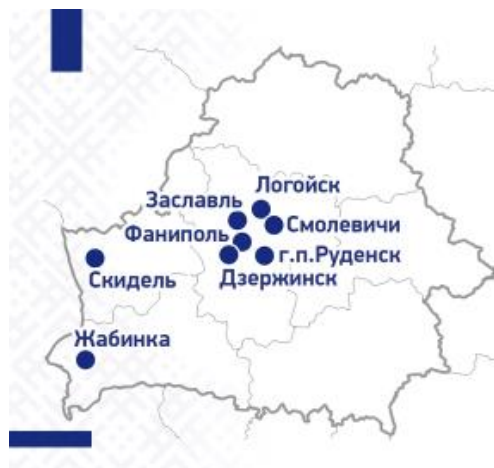 Логойск
Заславль
Смолевичи
Фаниполь
г.п.Руденск
Дзержинск
Скидель
Жабинка